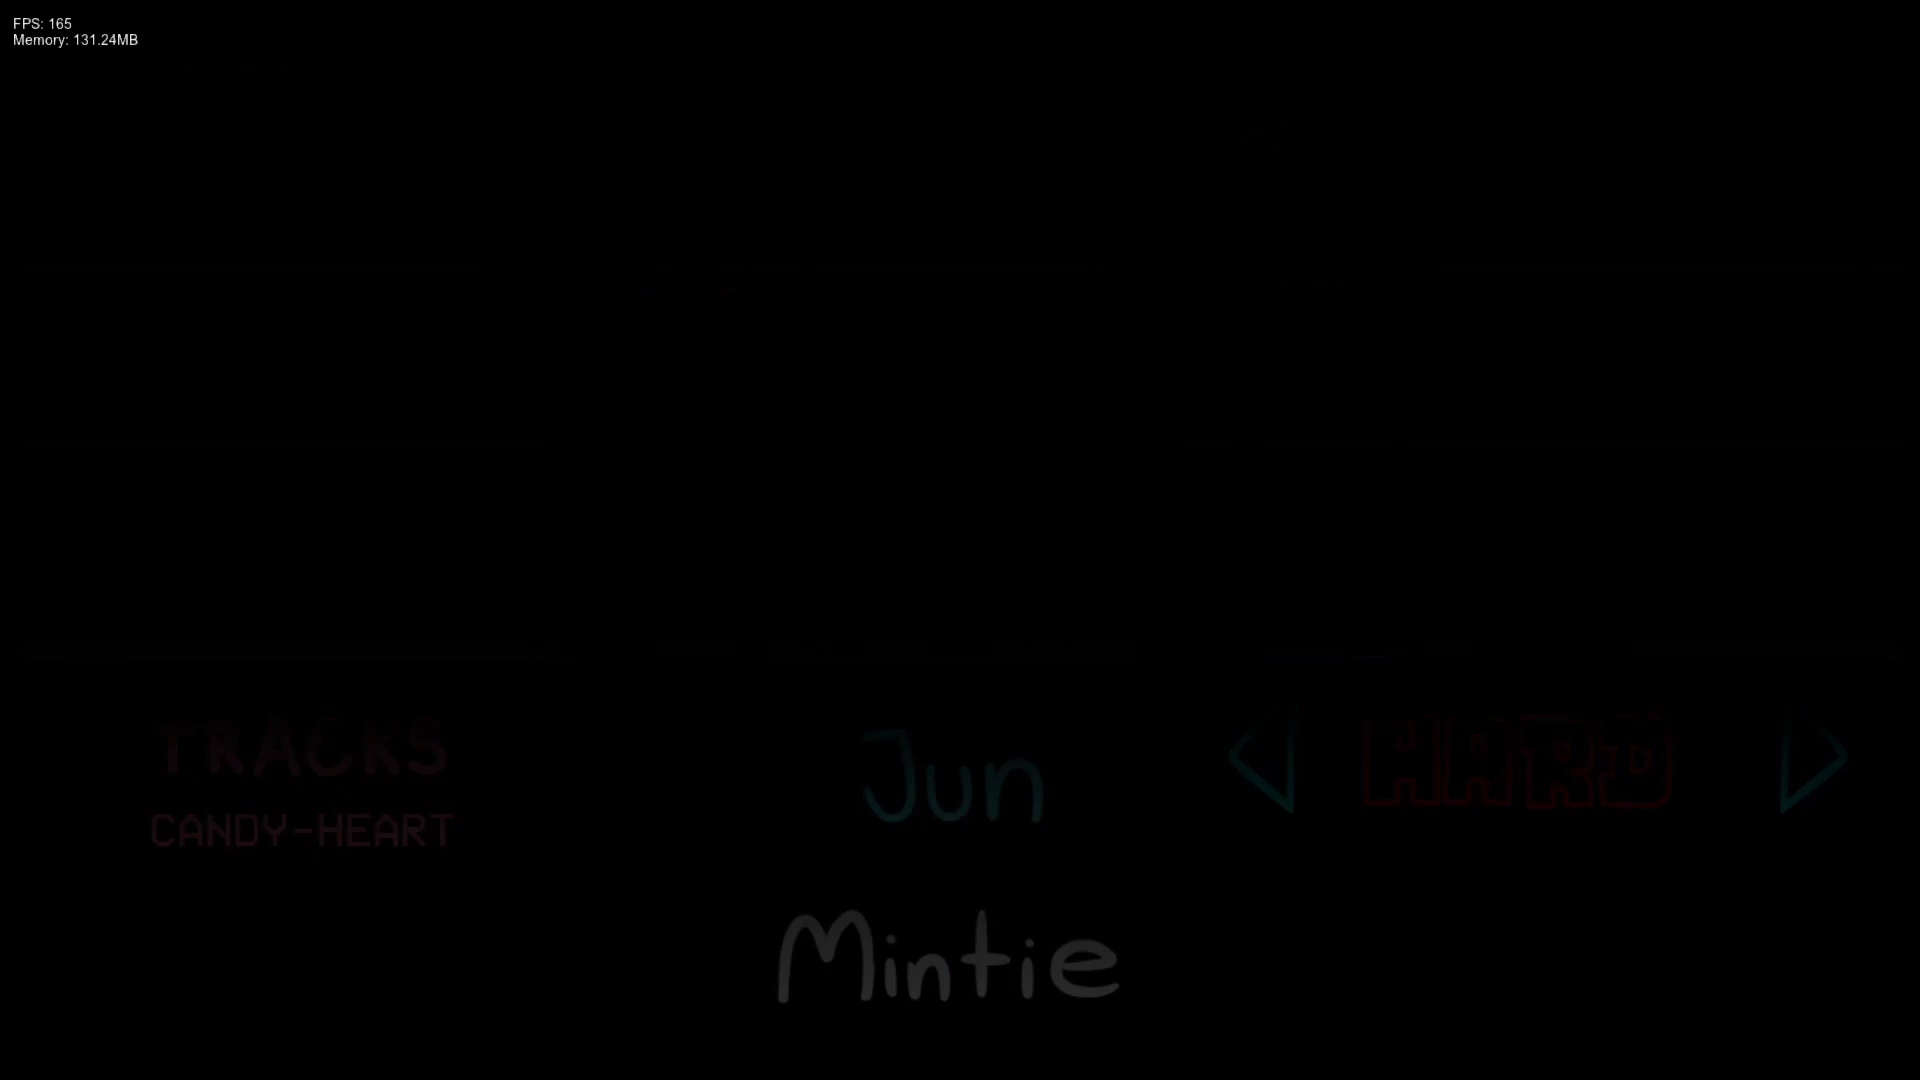 FPS: 165
Memory: 131.24MB
TRACKS
CANDY-HEART
Jun
HARD
Mintie